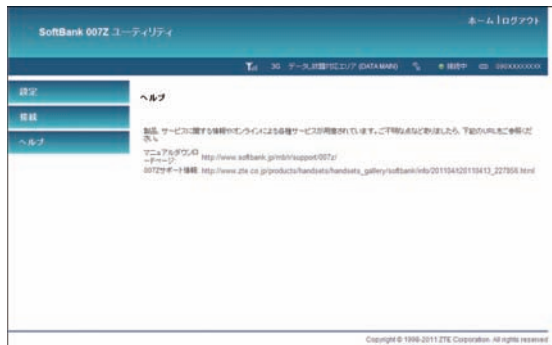 ホーム | ログアウト
SoftBank 007Z ユーティリティ
3G データ通信専用エリア (DATA MAIN) 接続中 090XXXXXXXX
設定
接続
ヘルプ
ヘルプ
製品、サービスに関する情報やオンラインによる各種サービスが用意されています。ご不明な点などありましたら、下記のURLをご参照ください。
マニュアルダウンロードページ: http://www.softbank.jp/mb/r/support/007z/
007Zサポート情報: http://www.zte.co.jp/products/handsets/handsets_gallery/softbank/info/201104/t20110413_227856.html
Copyright © 1998-2011 ZTE Corporation. All rights reserved